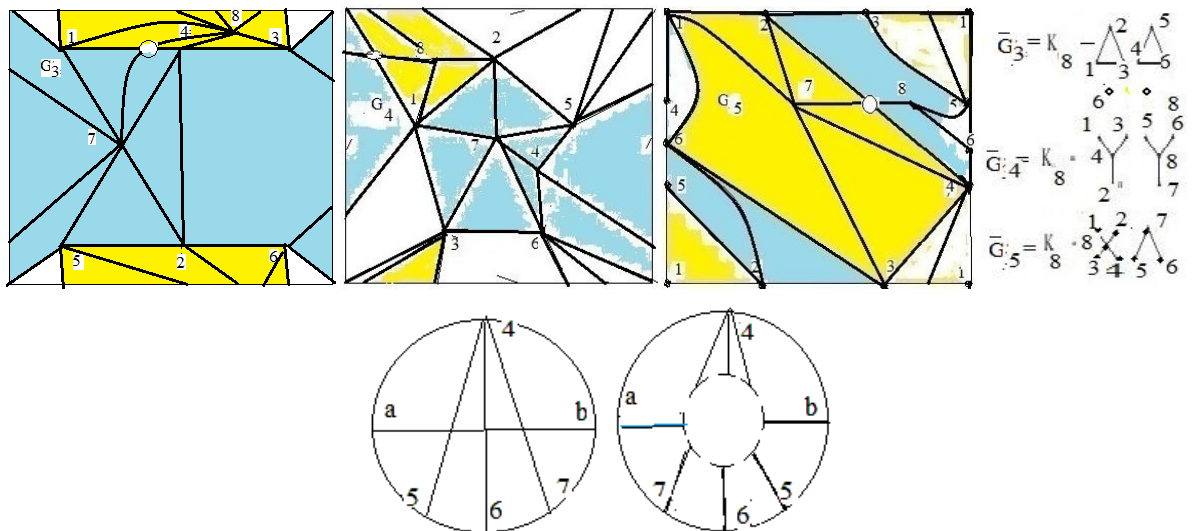 8
1 4 3
G3
7
5 2 6
2
8
1 5
G4
7
4
3 6
1 2 3 1
7 8
G5 5
4
6 6
5 4
1 2 3 1
G3 = K8 - 2 5
1 3 4 6
6 8
1 3 5 6
G4 = K8 - 4 8
2 7
1 2 7
G5 = K8 - 8
3 4 5 6
4
a b
5 6 7
4
a b
7 6 5